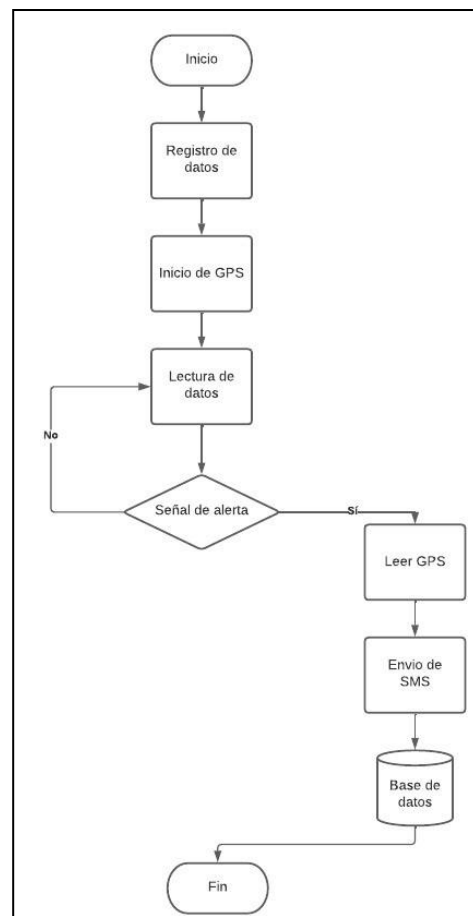 Inicio
Registro de
datos
Inicio de GPS
Lectura de
datos
No
Señal de alerta
Sí
Leer GPS
Envio de
SMS
Base de
datos
Fin